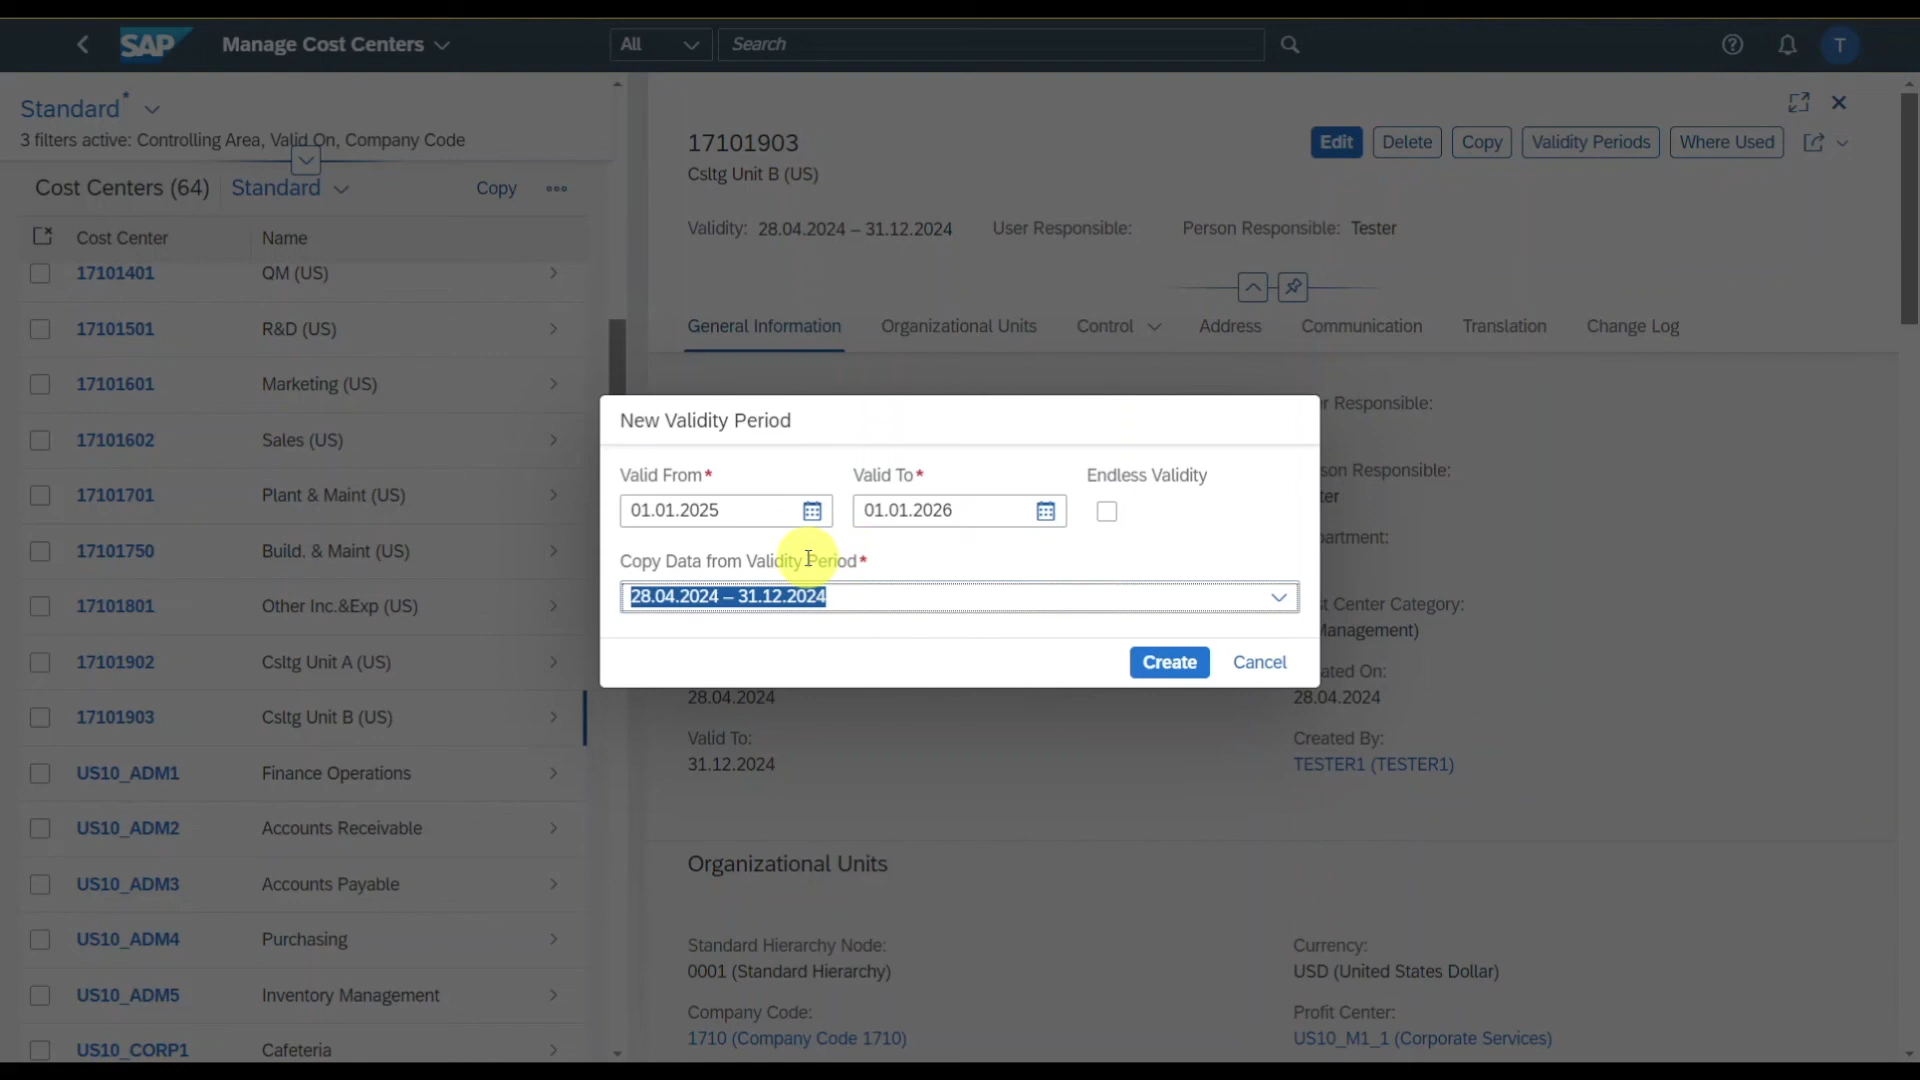 SAP Manage Cost Centers All Search T
Standard*
3 filters active: Controlling Area, Valid On, Company Code
Cost Centers (64) Standard Copy
Cost Center Name
17101401 QM (US)
17101501 R&D (US)
17101601 Marketing (US)
17101602 Sales (US)
17101701 Plant & Maint (US)
17101750 Build. & Maint (US)
17101801 Other Inc.&Exp (US)
17101902 Csltg Unit A (US)
17101903 Csltg Unit B (US)
US10_ADM1 Finance Operations
US10_ADM2 Accounts Receivable
US10_ADM3 Accounts Payable
US10_ADM4 Purchasing
US10_ADM5 Inventory Management
US10_CORP1 Cafeteria
17101903
Csltg Unit B (US)
Edit Delete Copy Validity Periods Where Used
Validity: 28.04.2024 – 31.12.2024 User Responsible: Person Responsible: Tester
General Information Organizational Units Control Address Communication Translation Change Log
New Validity Period
Valid From* Valid To* Endless Validity
01.01.2025 01.01.2026
Copy Data from Validity Period*
28.04.2024 – 31.12.2024
Create Cancel
Responsible:
Responsible:
Center Category:
Management)
On:
28.04.2024 28.04.2024
Valid To: Created By:
31.12.2024 TESTER1 (TESTER1)
Organizational Units
Standard Hierarchy Node: Currency:
0001 (Standard Hierarchy) USD (United States Dollar)
Company Code: Profit Center:
1710 (Company Code 1710) US10_M1_1 (Corporate Services)